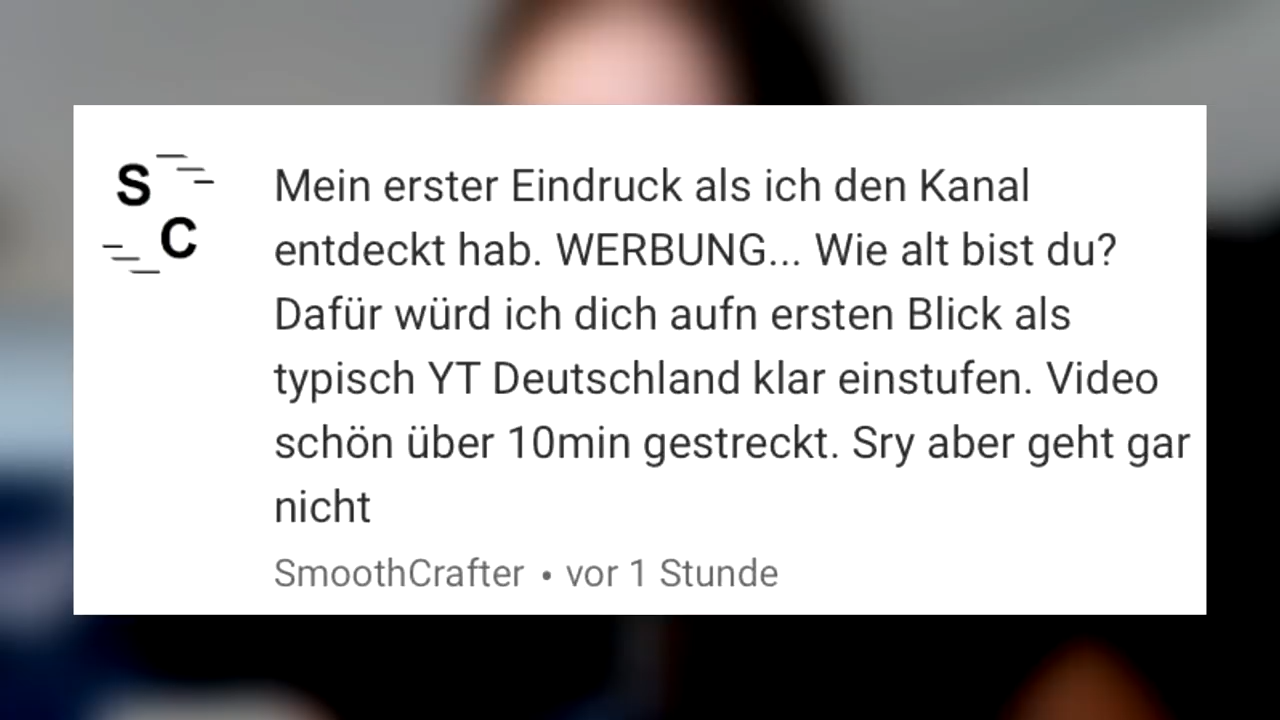 S
C
Mein erster Eindruck als ich den Kanal
entdeckt hab. WERBUNG... Wie alt bist du?
Dafür würd ich dich aufn ersten Blick als
typisch YT Deutschland klar einstufen. Video
schön über 10min gestreckt. Sry aber geht gar
nicht
SmoothCrafter • vor 1 Stunde